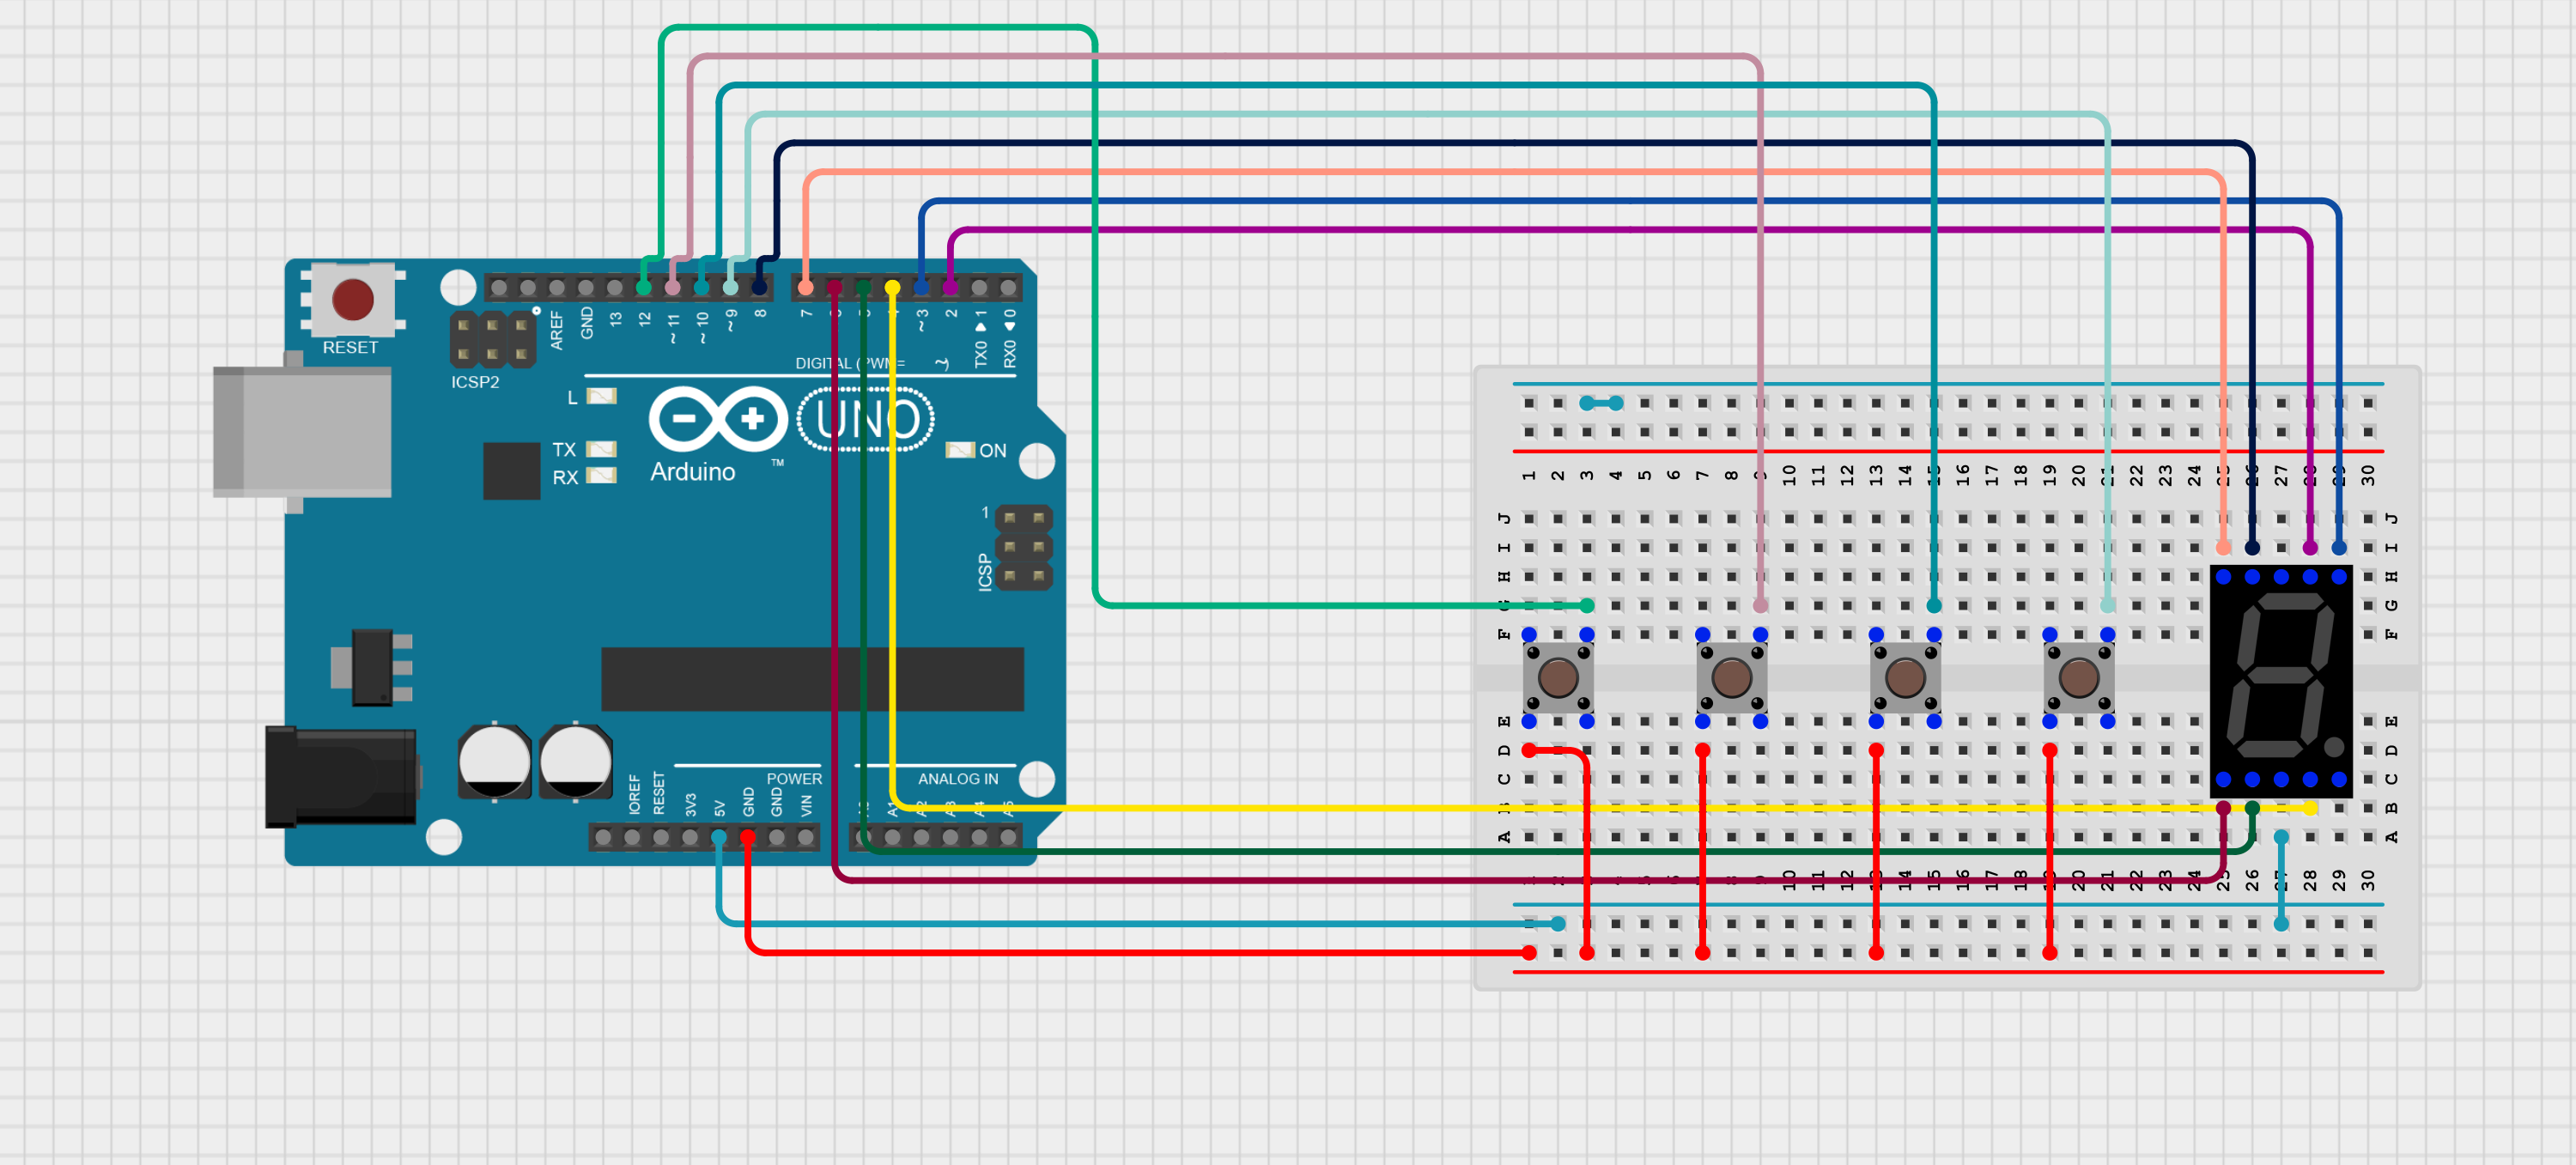 RESET
ICSP2
AREF
GND
13
12
~ 11
~ 10
~ 9
8
7
~ 3
2
TX0 ▶ 1
RX0 ◀ 0
DIGITAL (PWM= ~)
L
TX
RX
UNO
Arduino
™
ON
1
ICSP
POWER
ANALOG IN
IOREF
RESET
3V3
5V
GND
GND
VIN
A1
A2
A3
A4
A5
1 2 3 4 5 6 7 8 9 10 11 12 13 14 15 16 17 18 19 20 21 22 23 24 25 26 27 28 29 30
J J
I I
H H
G G
F F
E E
D D
C C
B B
A A
1 2 3 4 5 6 7 8 9 10 11 12 13 14 15 16 17 18 19 20 21 22 23 24 25 26 27 28 29 30